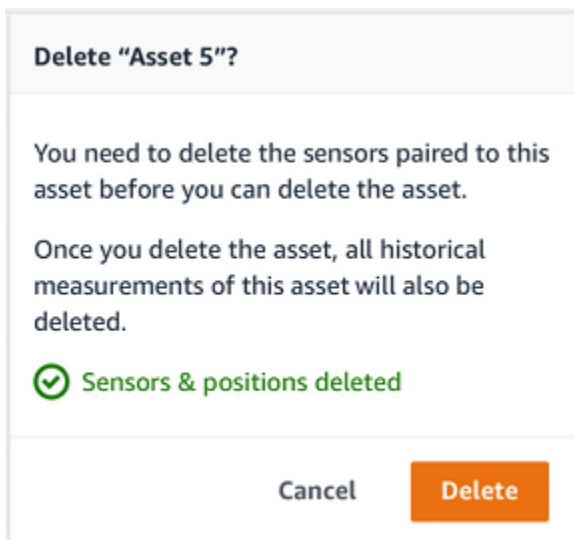 Delete “Asset 5”?
You need to delete the sensors paired to this
asset before you can delete the asset.
Once you delete the asset, all historical
measurements of this asset will also be
deleted.
Sensors & positions deleted
Cancel Delete